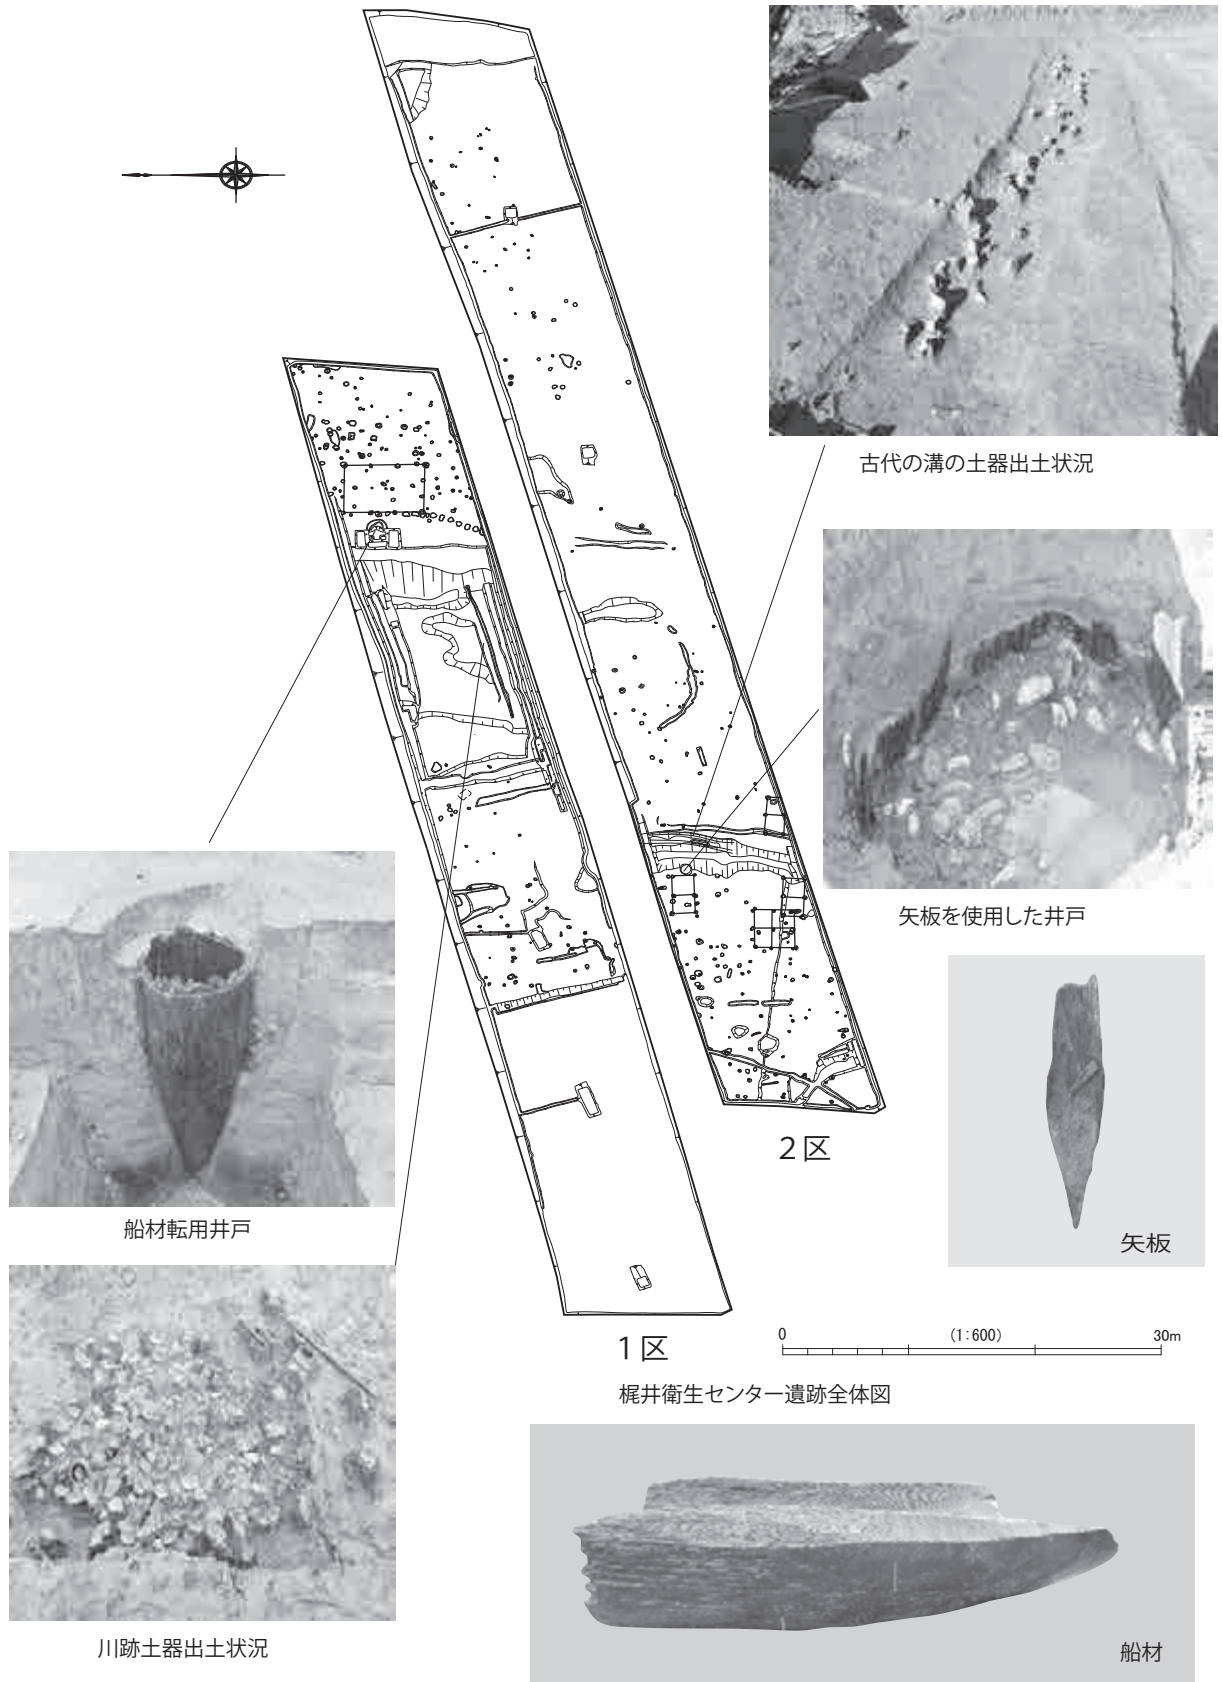 古代の溝の土器出土状況
矢板を使用した井戸
2区
船材転用井戸
矢板
1区
0 (1:600) 30m
梶井衛生センター遺跡全体図
川跡土器出土状況
船材